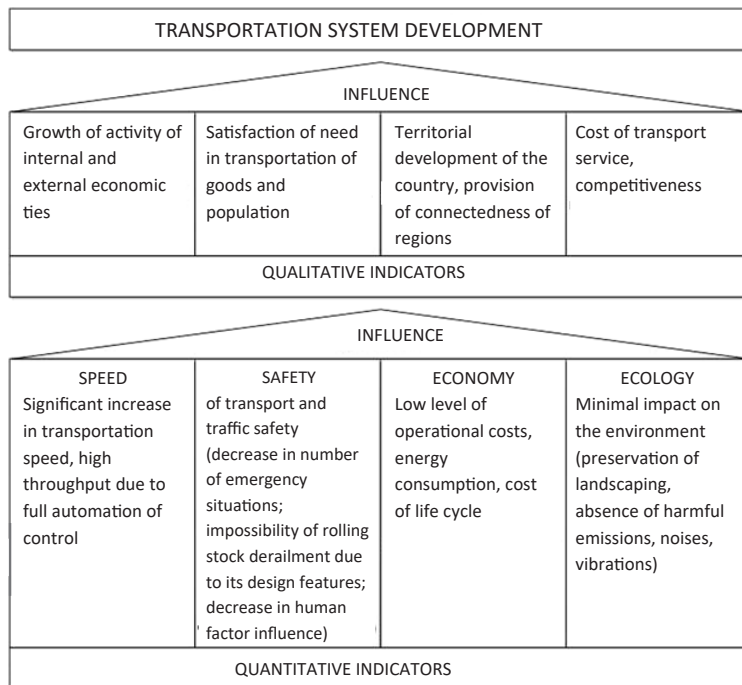 TRANSPORTATION SYSTEM DEVELOPMENT
INFLUENCE
Growth of activity of
internal and
external economic
ties
Satisfaction of need
in transportation of
goods and
population
Territorial
development of the
country, provision
of connectedness of
regions
Cost of transport
service,
competitiveness
QUALITATIVE INDICATORS
INFLUENCE
SPEED
Significant increase
in transportation
speed, high
throughput due to
full automation of
control
SAFETY
of transport and
traffic safety
(decrease in number
of emergency
situations;
impossibility of rolling
stock derailment due
to its design features;
decrease in human
factor influence)
ECONOMY
Low level of
operational costs,
energy
consumption, cost
of life cycle
ECOLOGY
Minimal impact on
the environment
(preservation of
landscaping,
absence of harmful
emissions, noises,
vibrations)
QUANTITATIVE INDICATORS